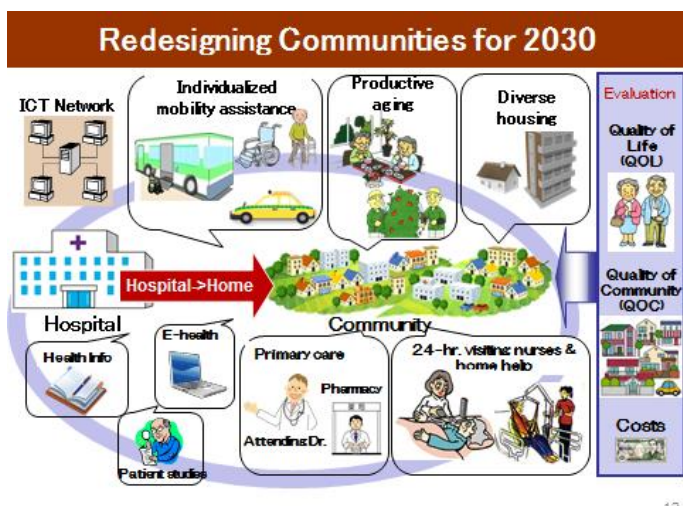 Redesigning Communities for 2030
ICT Network
Individualized
mobility assistance
Productive
aging
Diverse
housing
Evaluation
Quality of
Life
(QOL)
Hospital->Home
Quality of
Community
(QOC)
Hospital
Community
Health Info
E-health
Patient studies
Primary care
Pharmacy
Attending Dr.
24-hr. visiting nurses &
home help
Costs